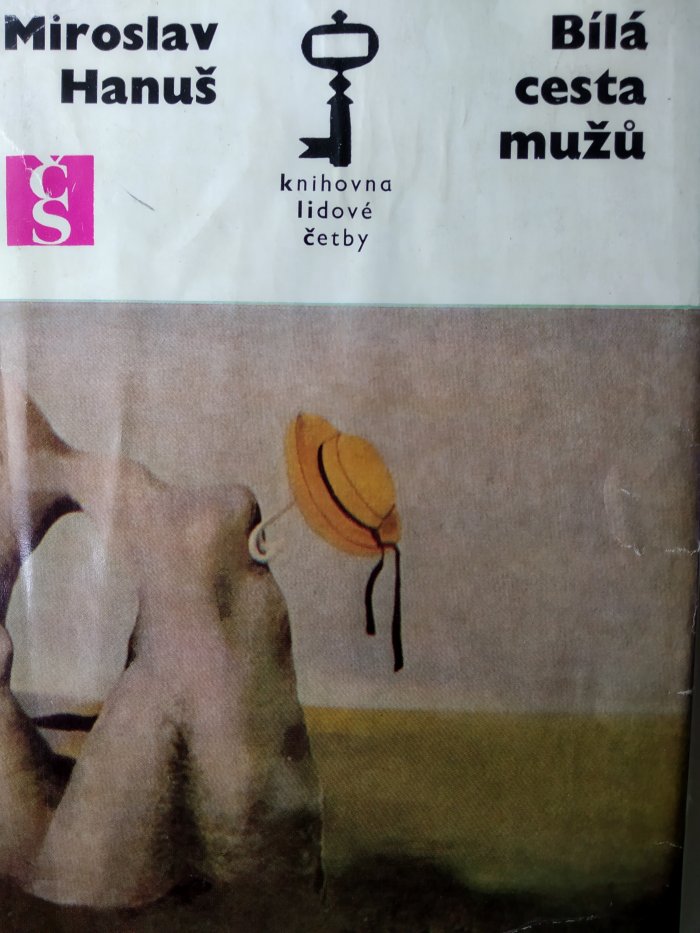 Miroslav
Hanuš
Bílá
cesta
mužů
ČS
knihovna
lidové
četby